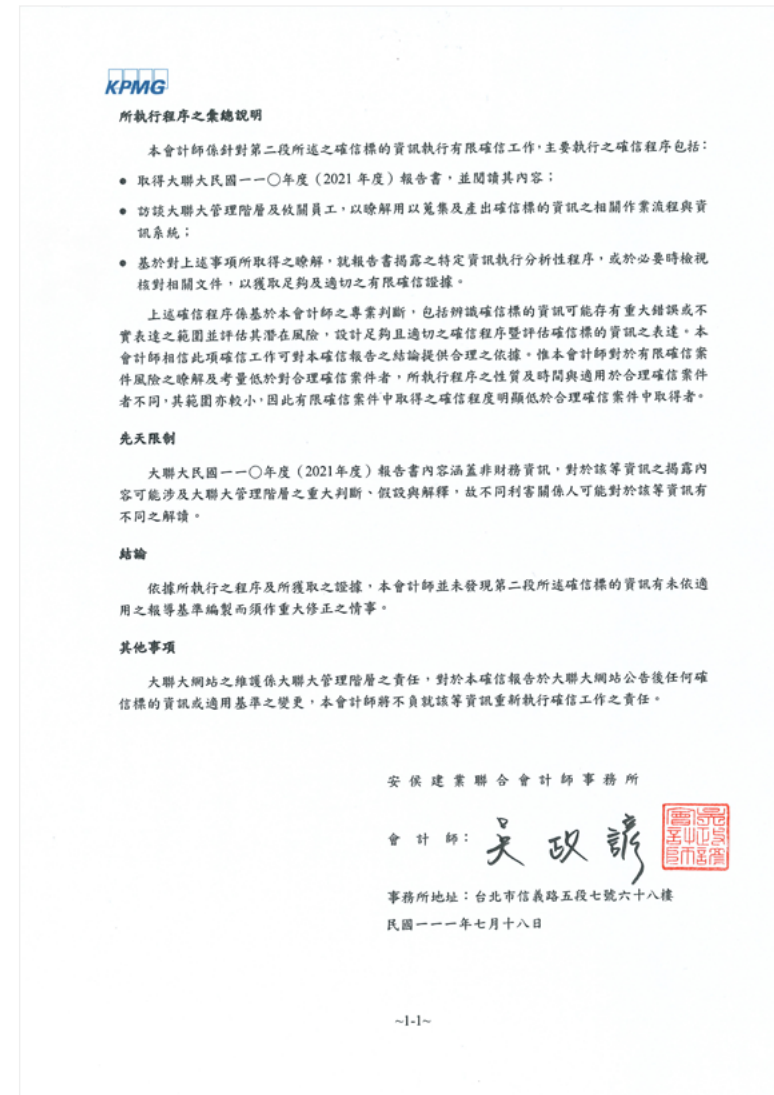 KPMG
所執行程序之彙總說明
本會計師係針對第二段所述之確信標的資訊執行有限確信工作，主要執行之確信程序包括：
● 取得大聯大民國一一○年度（2021 年度）報告書，並閱讀其內容；
● 訪談大聯大管理階層及攸關員工，以瞭解用以蒐集及產出確信標的資訊之相關作業流程與資
訊系統；
● 基於對上述事項所取得之瞭解，就報告書揭露之特定資訊執行分析性程序，或於必要時檢視
核對相關文件，以獲取足夠及適切之有限確信證據。
上述確信程序係基於本會計師之專業判斷，包括辨識確信標的資訊可能存有重大錯誤或不
實表達之範圍並評估其潛在風險，設計足夠且適切之確信程序暨評估確信標的資訊之表達。本
會計師相信此項確信工作可對本確信報告之結論提供合理之依據。惟本會計師對於有限確信案
件風險之瞭解及考量低於對合理確信案件者，所執行程序之性質及時間與適用於合理確信案件
者不同，其範圍亦較小，因此有限確信案件中取得之確信程度明顯低於合理確信案件中取得者。
先天限制
大聯大民國一一○年度（2021年度）報告書內容涵蓋非財務資訊，對於該等資訊之揭露內
容可能涉及大聯大管理階層之重大判斷、假設與解釋，故不同利害關係人可能對於該等資訊有
不同之解讀。
結論
依據所執行之程序及所獲取之證據，本會計師並未發現第二段所述確信標的資訊有未依適
用之報導基準編製而須作重大修正之情事。
其他事項
大聯大網站之維護係大聯大管理階層之責任，對於本確信報告於大聯大網站公告後任何確
信標的資訊或適用基準之變更，本會計師將不負就該等資訊重新執行確信工作之責任。
安侯建業聯合會計師事務所
會計師：吳政諺
事務所地址：台北市信義路五段七號六十八樓
民國一一一年七月十八日
~1-1~